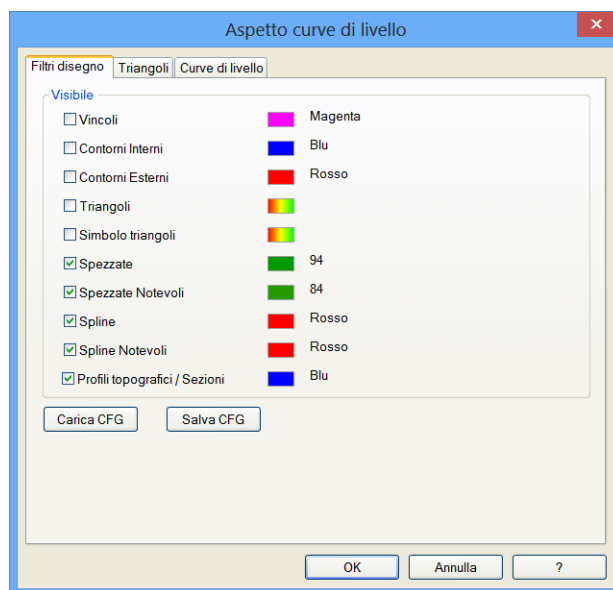 Aspetto curve di livello
Filtri disegno Triangoli Curve di livello
Visibile
Vincoli Magenta
Contorni Interni Blu
Contorni Esterni Rosso
Triangoli
Simbolo triangoli
Spezzate 94
Spezzate Notevoli 84
Spline Rosso
Spline Notevoli Rosso
Profili topografici / Sezioni Blu
Carica CFG Salva CFG
OK Annulla ?